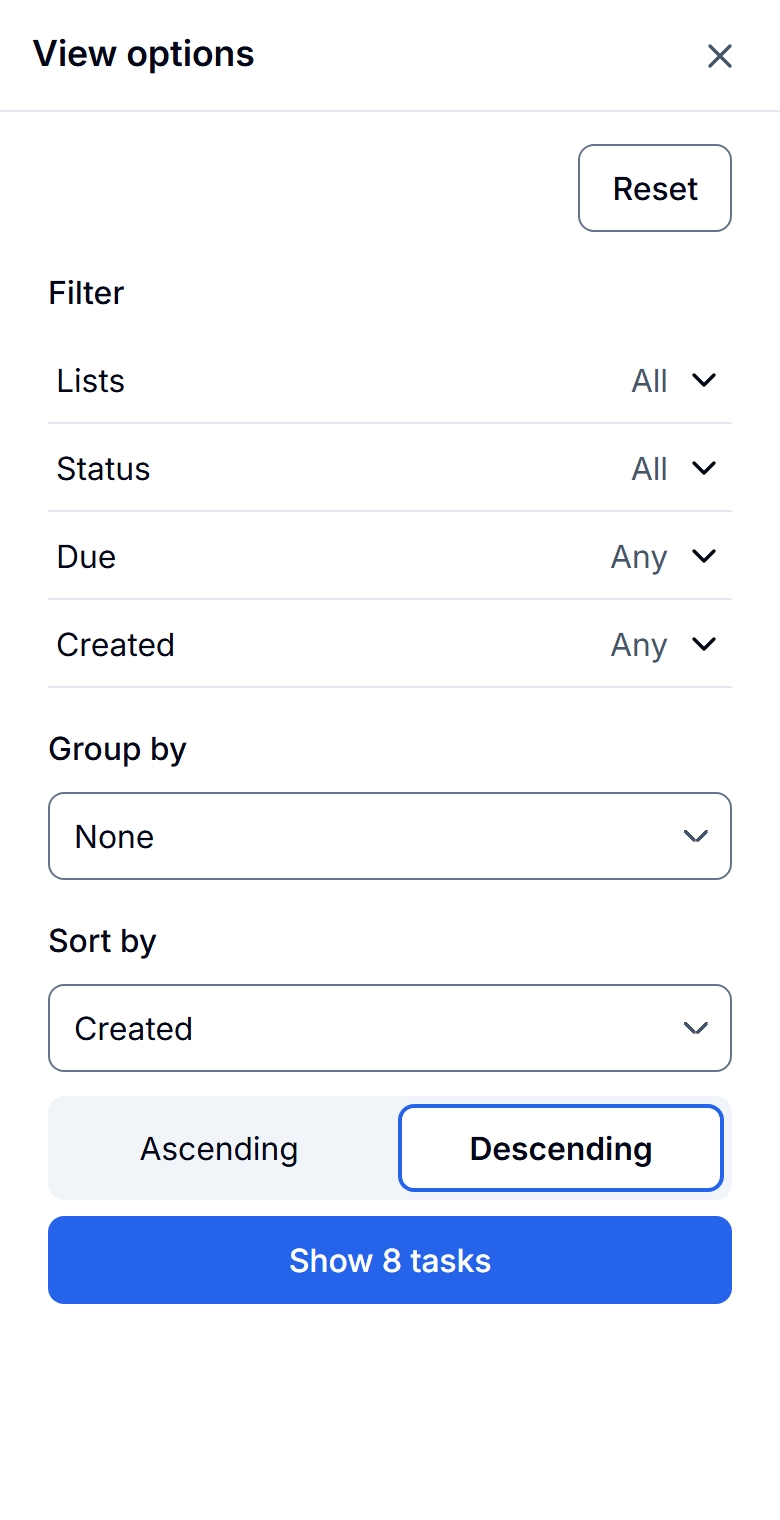 View options
Reset
Filter
Lists All
Status All
Due Any
Created Any
Group by
None
Sort by
Created
Ascending Descending
Show 8 tasks